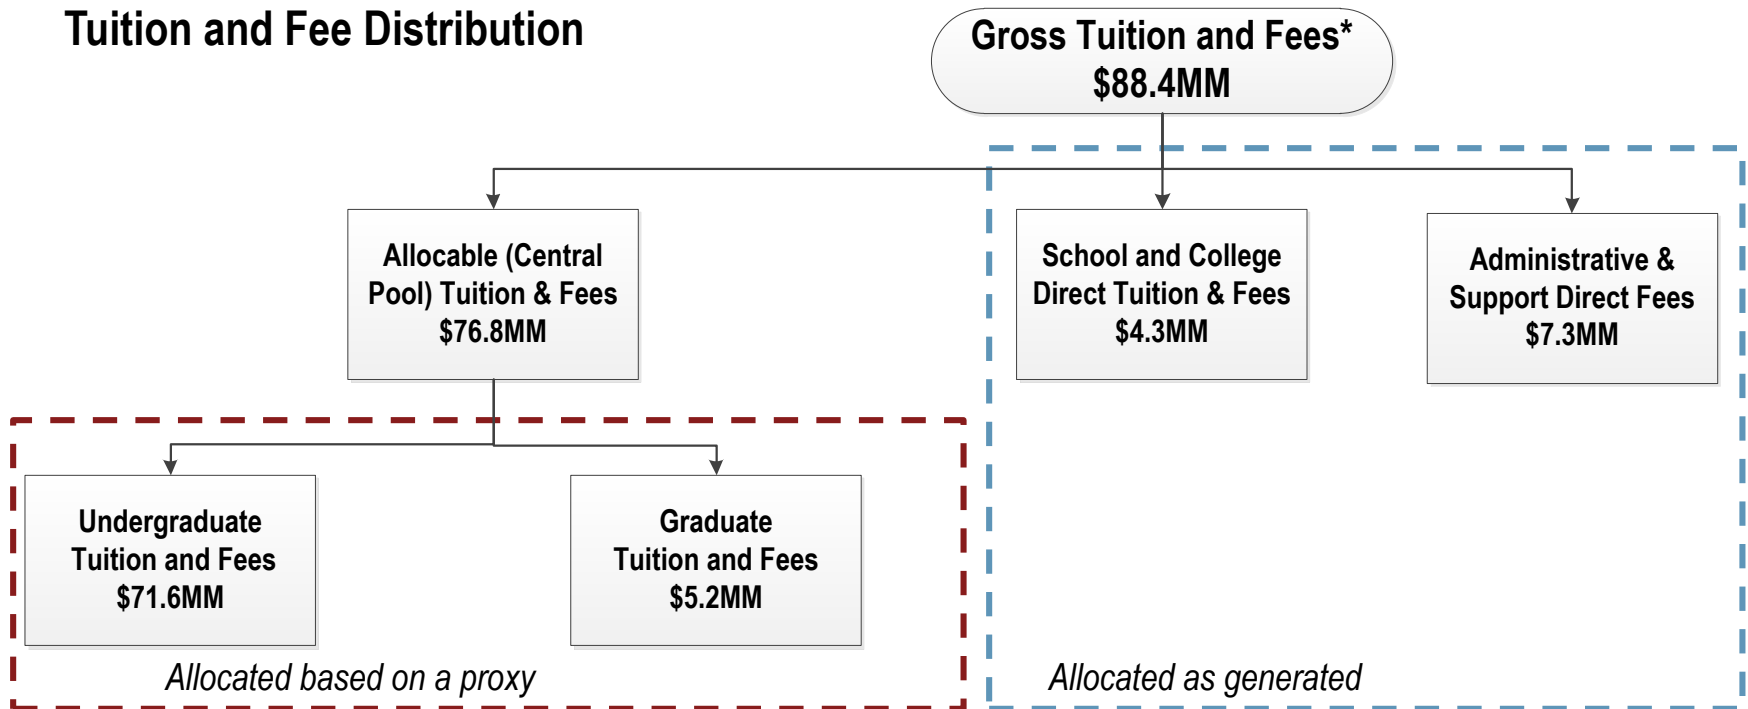 Tuition and Fee Distribution
Gross Tuition and Fees*
$88.4MM
Allocable (Central
Pool) Tuition & Fees
$76.8MM
School and College
Direct Tuition & Fees
$4.3MM
Administrative &
Support Direct Fees
$7.3MM
Undergraduate
Tuition and Fees
$71.6MM
Graduate
Tuition and Fees
$5.2MM
Allocated based on a proxy
Allocated as generated